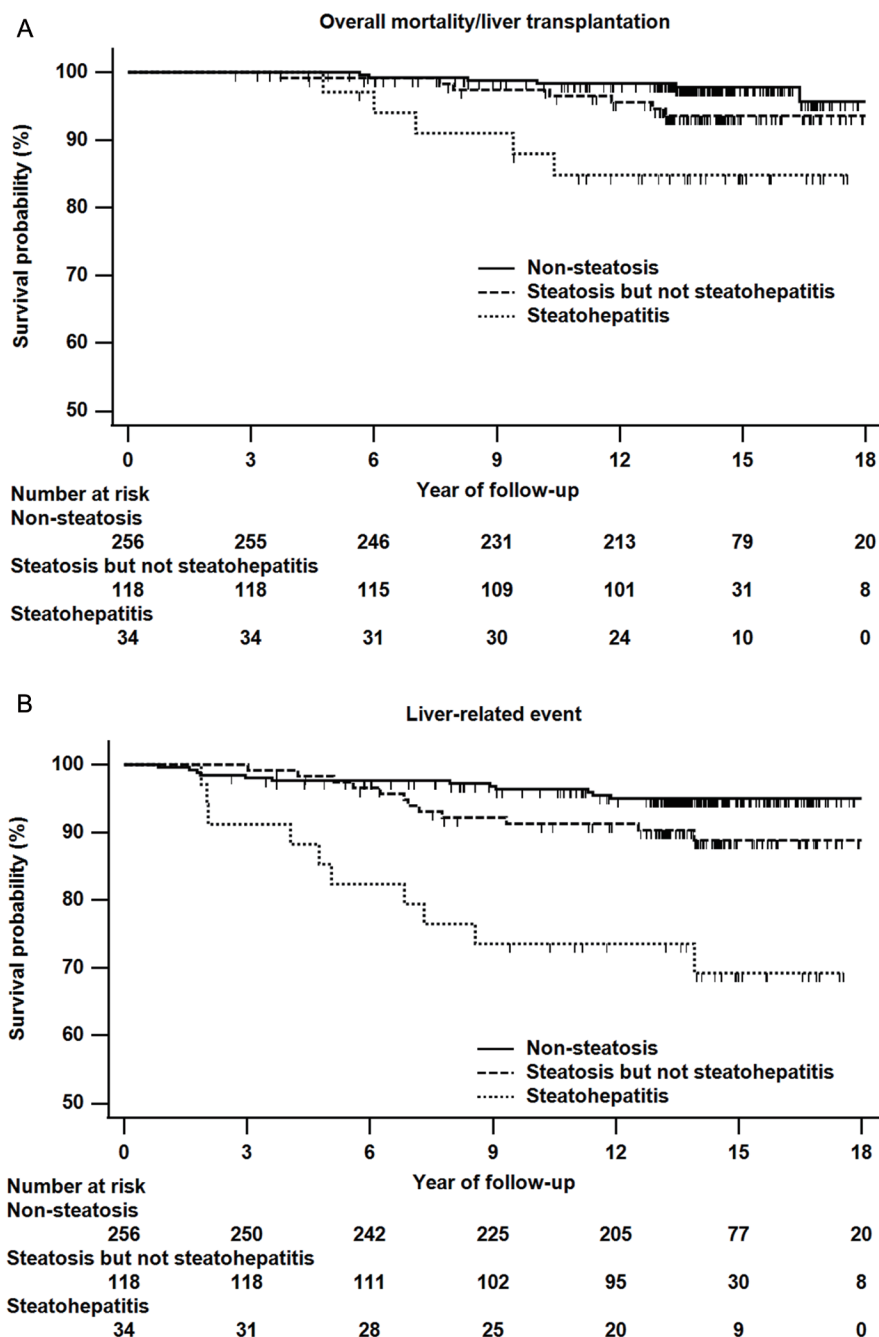 A
Overall mortality/liver transplantation
Survival probability (%)
100
90
80
70
60
50
Non-steatosis
Steatosis but not steatohepatitis
Steatohepatitis
0 3 6 9 12 15 18
Year of follow-up
Number at risk
Non-steatosis
256 255 246 231 213 79 20
Steatosis but not steatohepatitis
118 118 115 109 101 31 8
Steatohepatitis
34 34 31 30 24 10 0
B
Liver-related event
Survival probability (%)
100
90
80
70
60
50
Non-steatosis
Steatosis but not steatohepatitis
Steatohepatitis
0 3 6 9 12 15 18
Year of follow-up
Number at risk
Non-steatosis
256 250 242 225 205 77 20
Steatosis but not steatohepatitis
118 118 111 102 95 30 8
Steatohepatitis
34 31 28 25 20 9 0